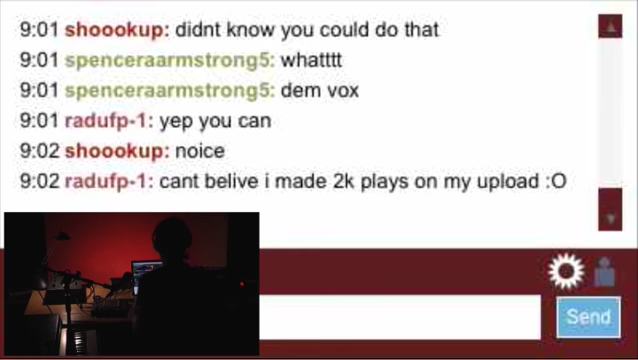 9:01 shoookup: didnt know you could do that
9:01 spenceraarmstrong5: whatttt
9:01 spenceraarmstrong5: dem vox
9:01 radufp-1: yep you can
9:02 shoookup: noice
9:02 radufp-1: cant belive i made 2k plays on my upload :O
Send